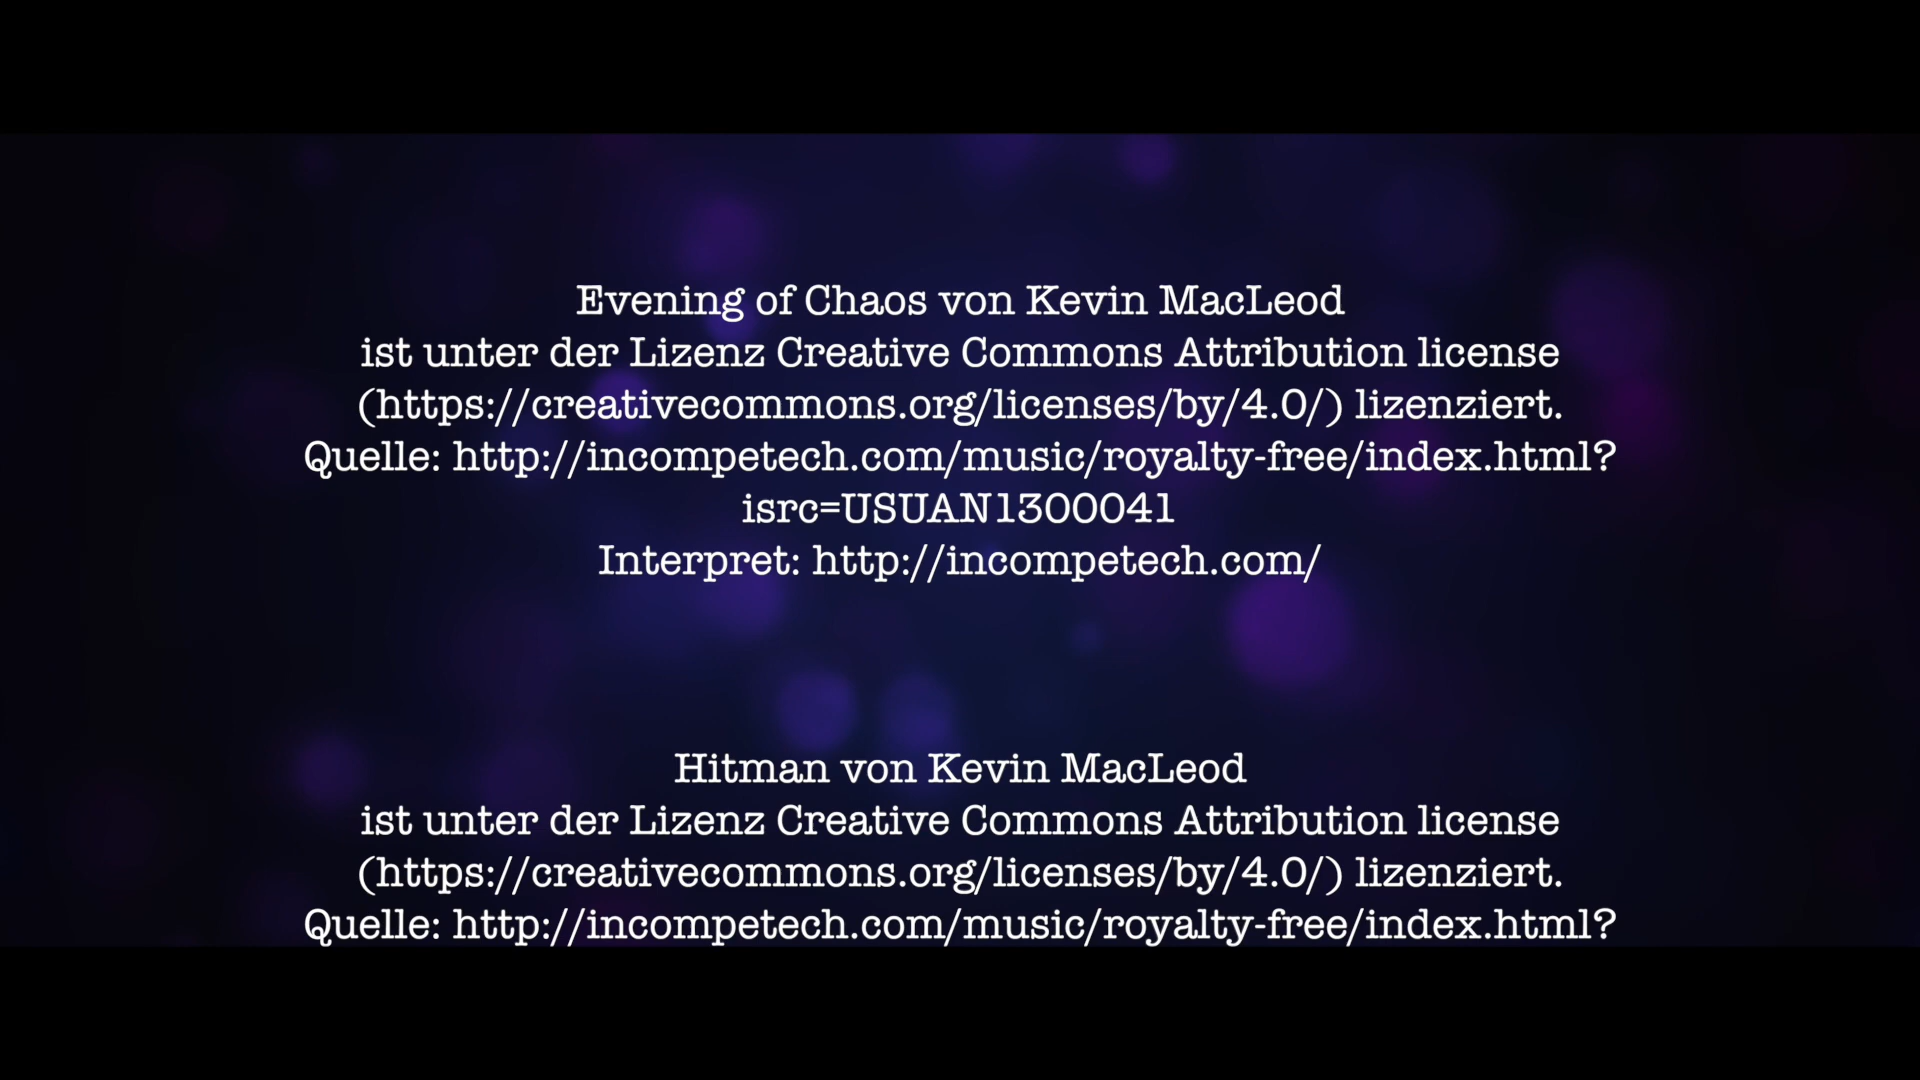 Evening of Chaos von Kevin MacLeod
ist unter der Lizenz Creative Commons Attribution license
(https://creativecommons.org/licenses/by/4.0/) lizenziert.
Quelle: http://incompetech.com/music/royalty-free/index.html?
isrc=USUAN1300041
Interpret: http://incompetech.com/
Hitman von Kevin MacLeod
ist unter der Lizenz Creative Commons Attribution license
(https://creativecommons.org/licenses/by/4.0/) lizenziert.
Quelle: http://incompetech.com/music/royalty-free/index.html?